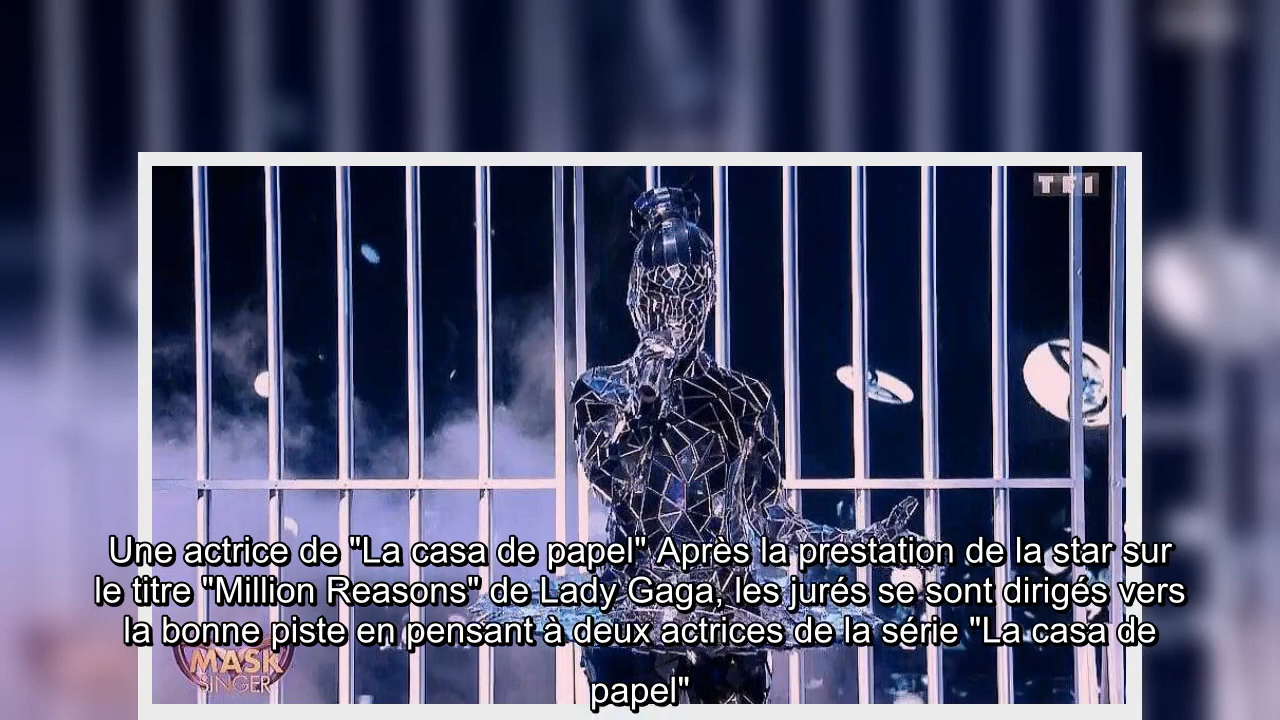 TF1
Une actrice de "La casa de papel" Après la prestation de la star sur
le titre "Million Reasons" de Lady Gaga, les jurés se sont dirigés vers
la bonne piste en pensant à deux actrices de la série "La casa de
papel"
MASK
SINGER